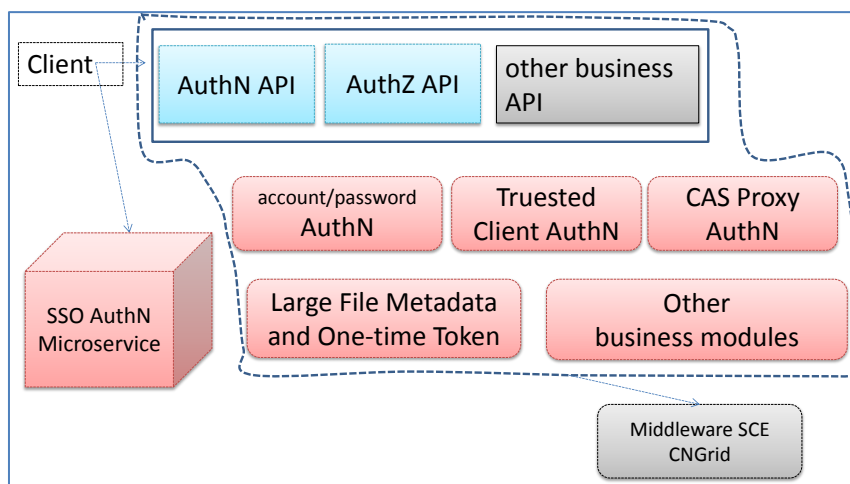 Client
AuthN API
AuthZ API
other business
API
account/password
AuthN
Truested
Client AuthN
CAS Proxy
AuthN
SSO AuthN
Microservice
Large File Metadata
and One-time Token
Other
business modules
Middleware SCE
CNGrid